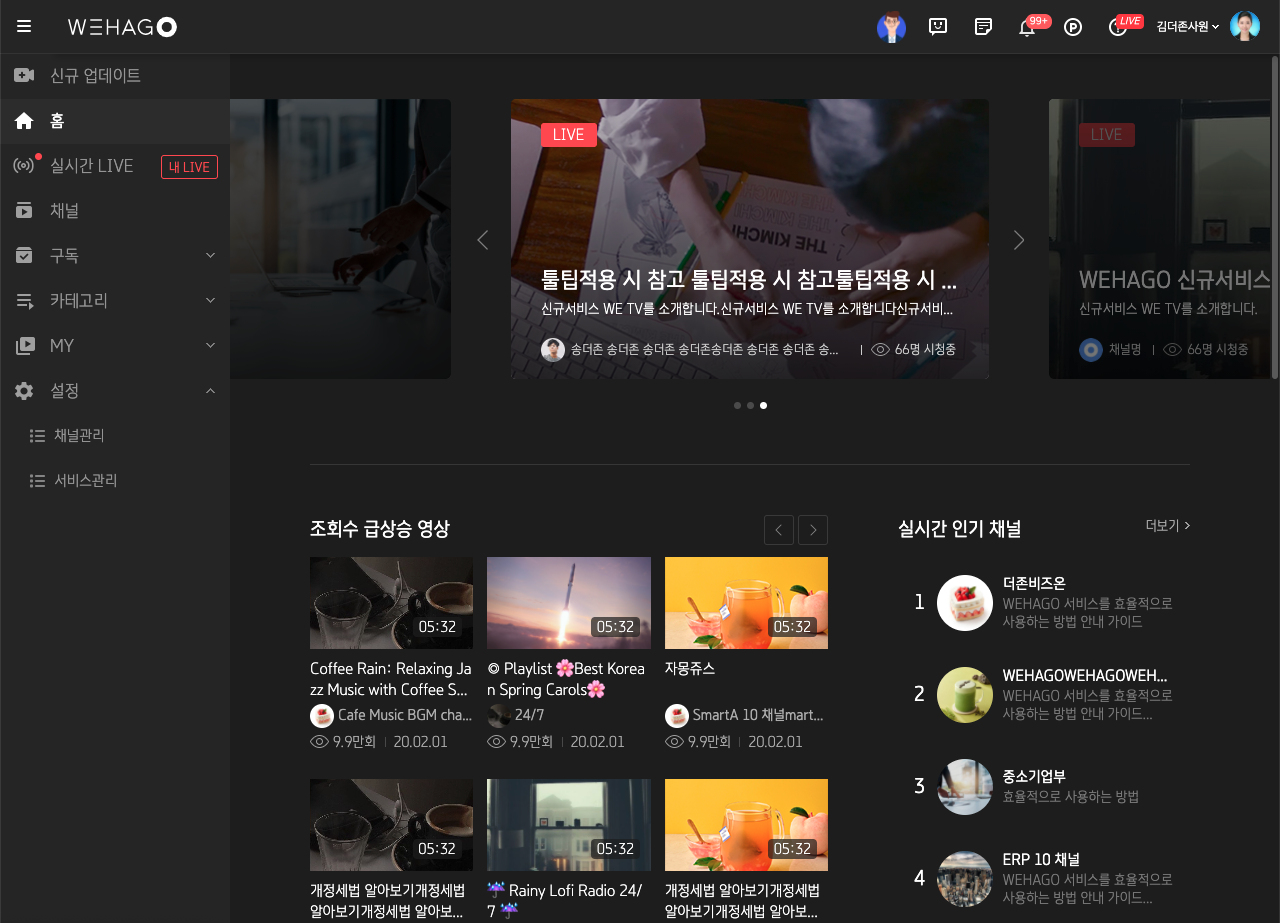 WEHAGO
99+
LIVE
김더존사원
신규 업데이트
홈
실시간 LIVE
내 LIVE
채널
구독
카테고리
MY
설정
채널관리
서비스관리
LIVE
THE KIMCHI
THE KIMCHI
툴팁적용 시 참고 툴팁적용 시 참고툴팁적용 시 ...
신규서비스 WE TV를 소개합니다.신규서비스 WE TV를 소개합니다신규서비...
송더존 송더존 송더존 송더존송더존 송더존 송더존 송... | 66명 시청중
LIVE
WEHAGO 신규서비스
신규서비스 WE TV를 소개합니다.
채널명 | 66명 시청중
조회수 급상승 영상
05:32
05:32
05:32
Coffee Rain: Relaxing Ja
zz Music with Coffee S...
Cafe Music BGM cha...
9.9만회 | 20.02.01
© Playlist 🌸Best Korea
n Spring Carols🌸
24/7
9.9만회 | 20.02.01
자몽쥬스
SmartA 10 채널mart...
9.9만회 | 20.02.01
05:32
05:32
05:32
개정세법 알아보기개정세법
알아보기개정세법 알아보...
☔ Rainy Lofi Radio 24/
7 ☔
개정세법 알아보기개정세법
알아보기개정세법 알아보...
실시간 인기 채널
더보기 >
1
더존비즈온
WEHAGO 서비스를 효율적으로
사용하는 방법 안내 가이드
2
WEHAGOWEHAGOWEH...
WEHAGO 서비스를 효율적으로
사용하는 방법 안내 가이드...
3
중소기업부
효율적으로 사용하는 방법
4
ERP 10 채널
WEHAGO 서비스를 효율적으로
사용하는 방법 안내 가이드...